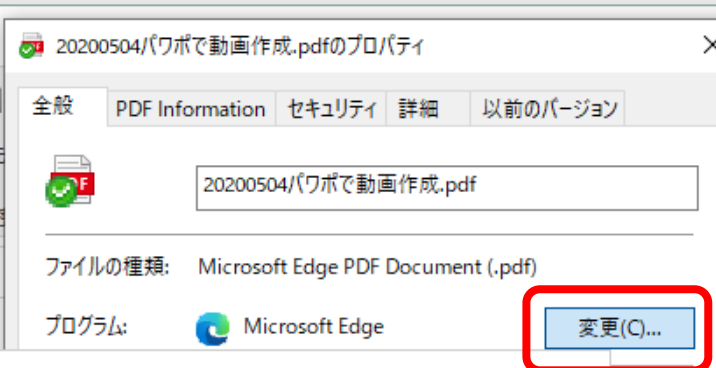 20200504パワポで動画作成.pdfのプロパティ
全般 PDF Information セキュリティ 詳細 以前のバージョン
20200504パワポで動画作成.pdf
ファイルの種類: Microsoft Edge PDF Document (.pdf)
プログラム: Microsoft Edge 変更(C)...